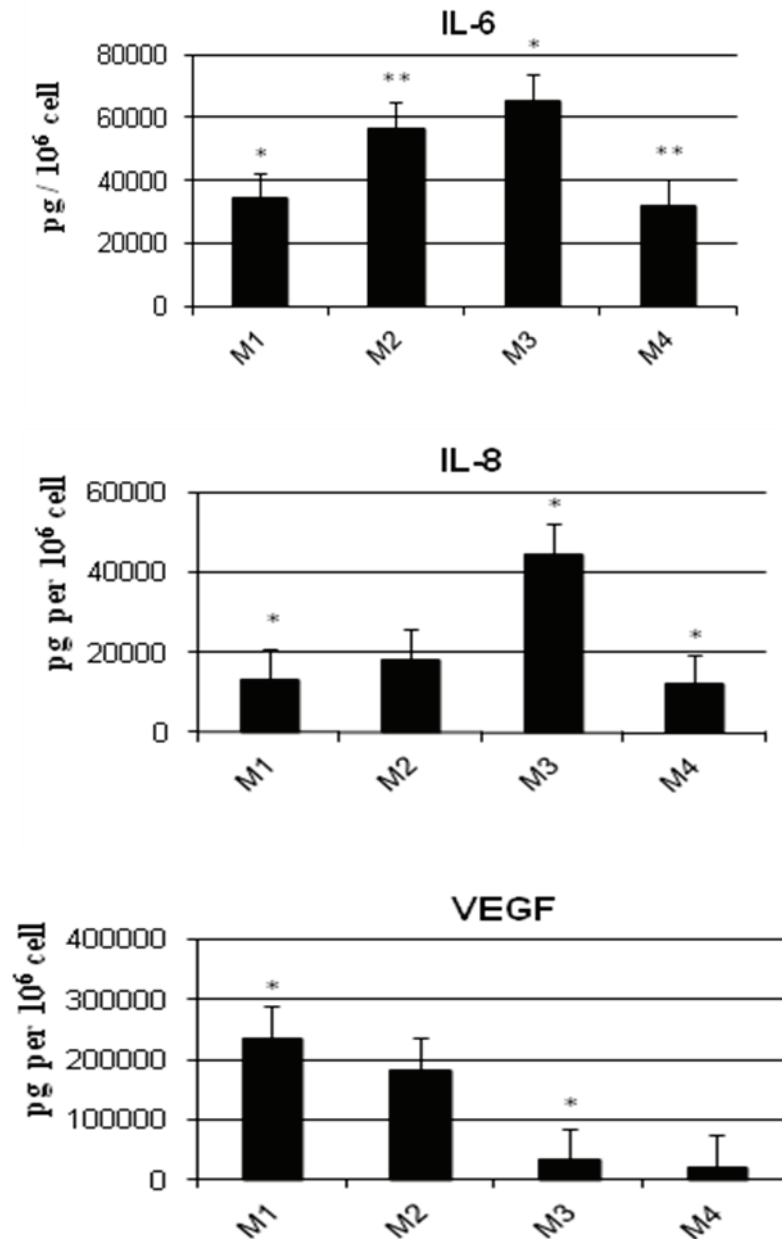 IL-6
pg / 10⁶ cell
80000
60000
40000
20000
0
*
**
*
**
M1
M2
M3
M4
IL-8
pg per 10⁶ cell
60000
40000
20000
0
*
*
*
M1
M2
M3
M4
VEGF
pg per 10⁶ cell
400000
300000
200000
100000
0
*
*
M1
M2
M3
M4